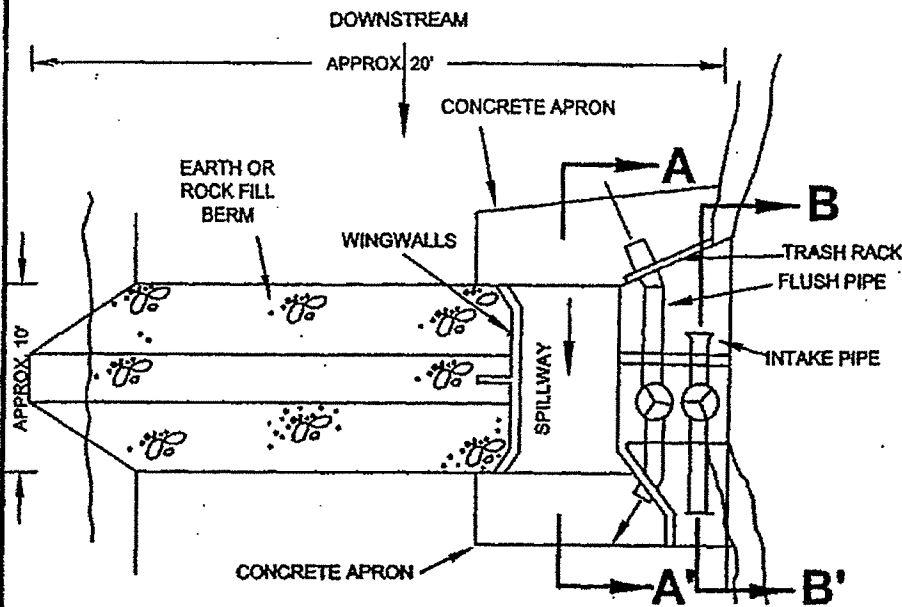 DOWNSTREAM
APPROX. 20'
CONCRETE APRON
A
EARTH OR
ROCK FILL
BERM
B
WINGWALLS
TRASH RACK
FLUSH PIPE
APPROX. 10'
SPILLWAY
INTAKE PIPE
CONCRETE APRON
A'
B'